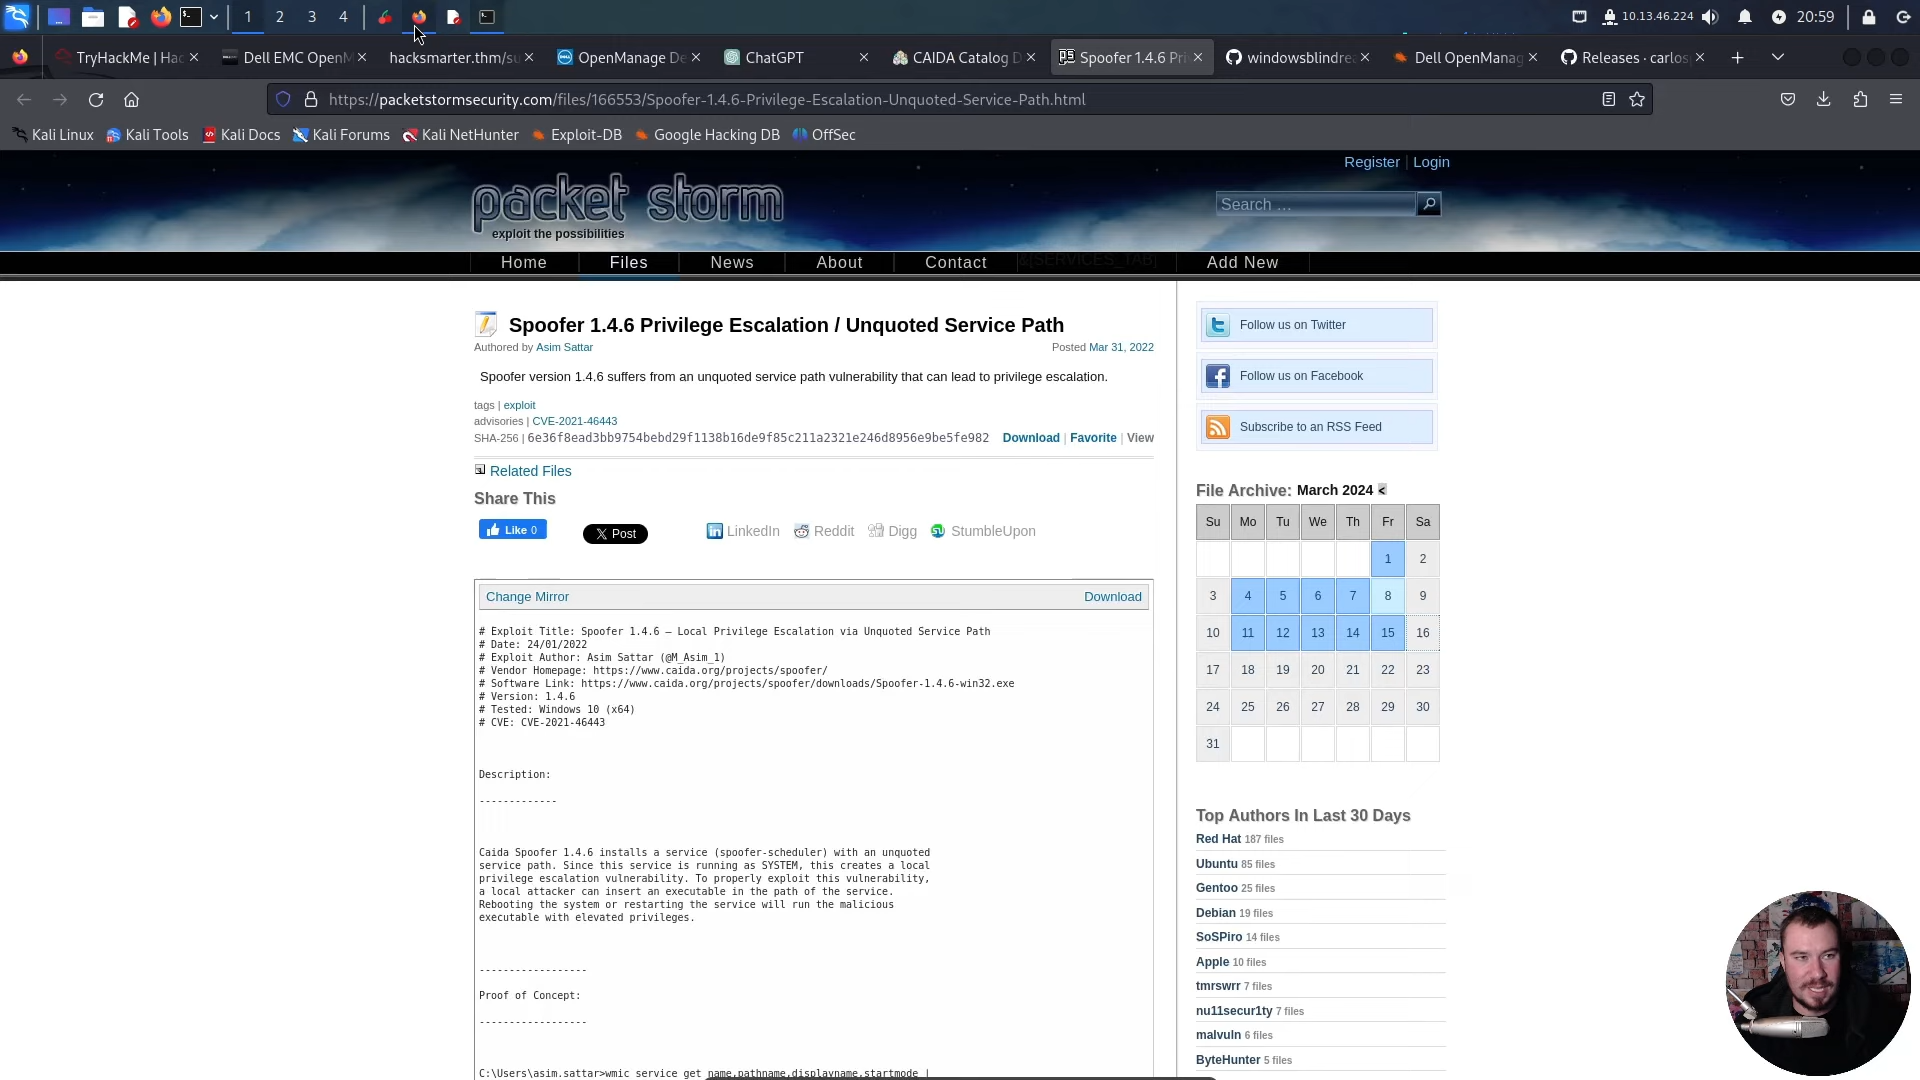 1 2 3 4
10.13.46.224 20:59
TryHackMe | Hac
Dell EMC OpenM
hacksmarter.thm/su
OpenManage De
ChatGPT
CAIDA Catalog D
Spoofer 1.4.6 Pri
windowsblindrea
Dell OpenManag
Releases · carlos
https://packetstormsecurity.com/files/166553/Spoofer-1.4.6-Privilege-Escalation-Unquoted-Service-Path.html
Kali Linux Kali Tools Kali Docs Kali Forums Kali NetHunter Exploit-DB Google Hacking DB OffSec
Register | Login
packet storm
exploit the possibilities
Search …
Home Files News About Contact &[SERVICES_TAB] Add New
Spoofer 1.4.6 Privilege Escalation / Unquoted Service Path
Authored by Asim Sattar Posted Mar 31, 2022
Spoofer version 1.4.6 suffers from an unquoted service path vulnerability that can lead to privilege escalation.
tags | exploit
advisories | CVE-2021-46443
SHA-256 | 6e36f8ead3bb9754bebd29f1138b16de9f85c211a2321e246d8956e9be5fe982 Download | Favorite | View
Related Files
Share This
Like 0
Post
LinkedIn
Reddit
Digg
StumbleUpon
Change Mirror Download
# Exploit Title: Spoofer 1.4.6 – Local Privilege Escalation via Unquoted Service Path
# Date: 24/01/2022
# Exploit Author: Asim Sattar (@M_Asim_1)
# Vendor Homepage: https://www.caida.org/projects/spoofer/
# Software Link: https://www.caida.org/projects/spoofer/downloads/Spoofer-1.4.6-win32.exe
# Version: 1.4.6
# Tested: Windows 10 (x64)
# CVE: CVE-2021-46443
Description:
-------------
Caida Spoofer 1.4.6 installs a service (spoofer-scheduler) with an unquoted
service path. Since this service is running as SYSTEM, this creates a local
privilege escalation vulnerability. To properly exploit this vulnerability,
a local attacker can insert an executable in the path of the service.
Rebooting the system or restarting the service will run the malicious
executable with elevated privileges.
------------------
Proof of Concept:
------------------
C:\Users\asim.sattar>wmic service get name,pathname,displayname,startmode |
Follow us on Twitter
Follow us on Facebook
Subscribe to an RSS Feed
File Archive: March 2024 <
Su Mo Tu We Th Fr Sa
1 2
3 4 5 6 7 8 9
10 11 12 13 14 15 16
17 18 19 20 21 22 23
24 25 26 27 28 29 30
31
Top Authors In Last 30 Days
Red Hat 187 files
Ubuntu 85 files
Gentoo 25 files
Debian 19 files
SoSPiro 14 files
Apple 10 files
tmrswrr 7 files
nu11secur1ty 7 files
malvuln 6 files
ByteHunter 5 files